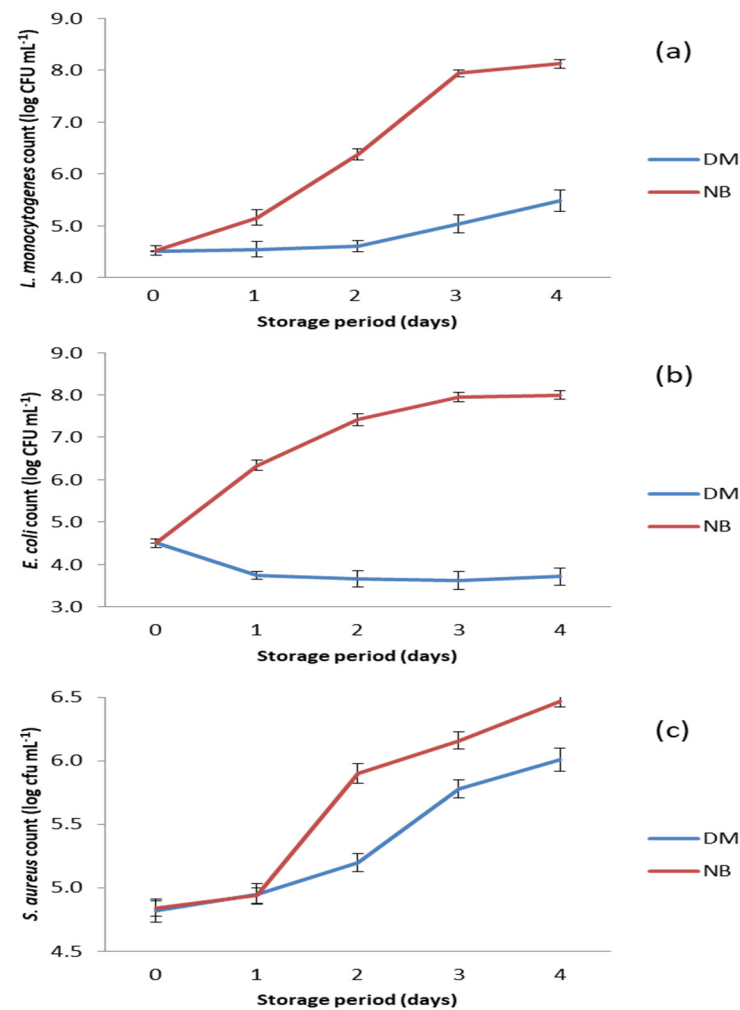 9.0
8.0
7.0
6.0
5.0
4.0
L. monocytogenes count (log CFU mL-1)
0 1 2 3 4
Storage period (days)
(a)
DM
NB
9.0
8.0
7.0
6.0
5.0
4.0
3.0
E. coli count (log CFU mL-1)
0 1 2 3 4
Storage period (days)
(b)
DM
NB
6.5
6.0
5.5
5.0
4.5
S. aureus count (log cfu mL-1)
0 1 2 3 4
Storage period (days)
(c)
DM
NB